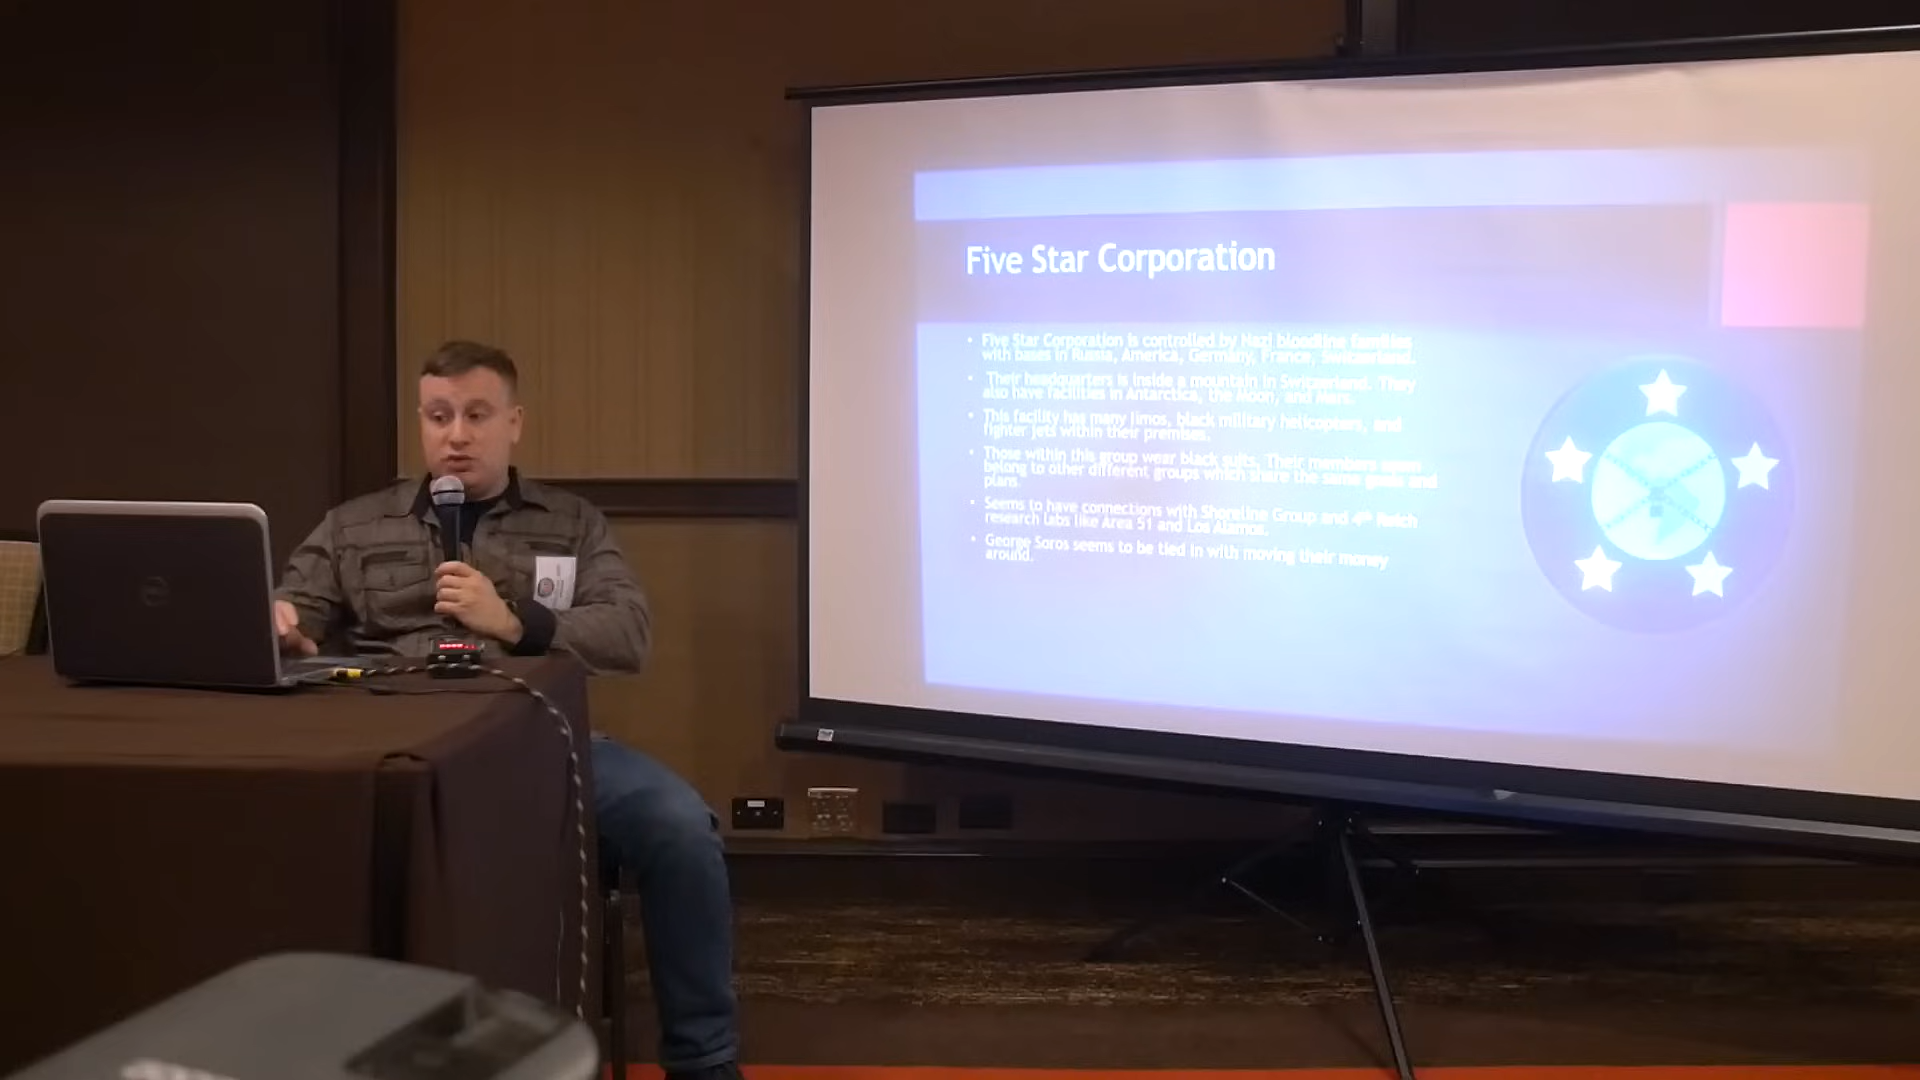 Five Star Corporation
Five Star Corporation is controlled by Nazi bloodline families
with bases in Russia, America, Germany, France, Switzerland.
Their headquarters is inside a mountain in Switzerland. They
also have facilities in Antarctica, the Moon, and Mars.
This facility has many limos, black military helicopters, and
fighter jets within their premises.
Those within this group wear black suits. Their members
belong to other different groups which share the same goals and
plans.
Seems to have connections with Shoreline Group and 4th Reich
research labs like Area 51 and Los Alamos.
George Soros seems to be tied in with moving their money
around.